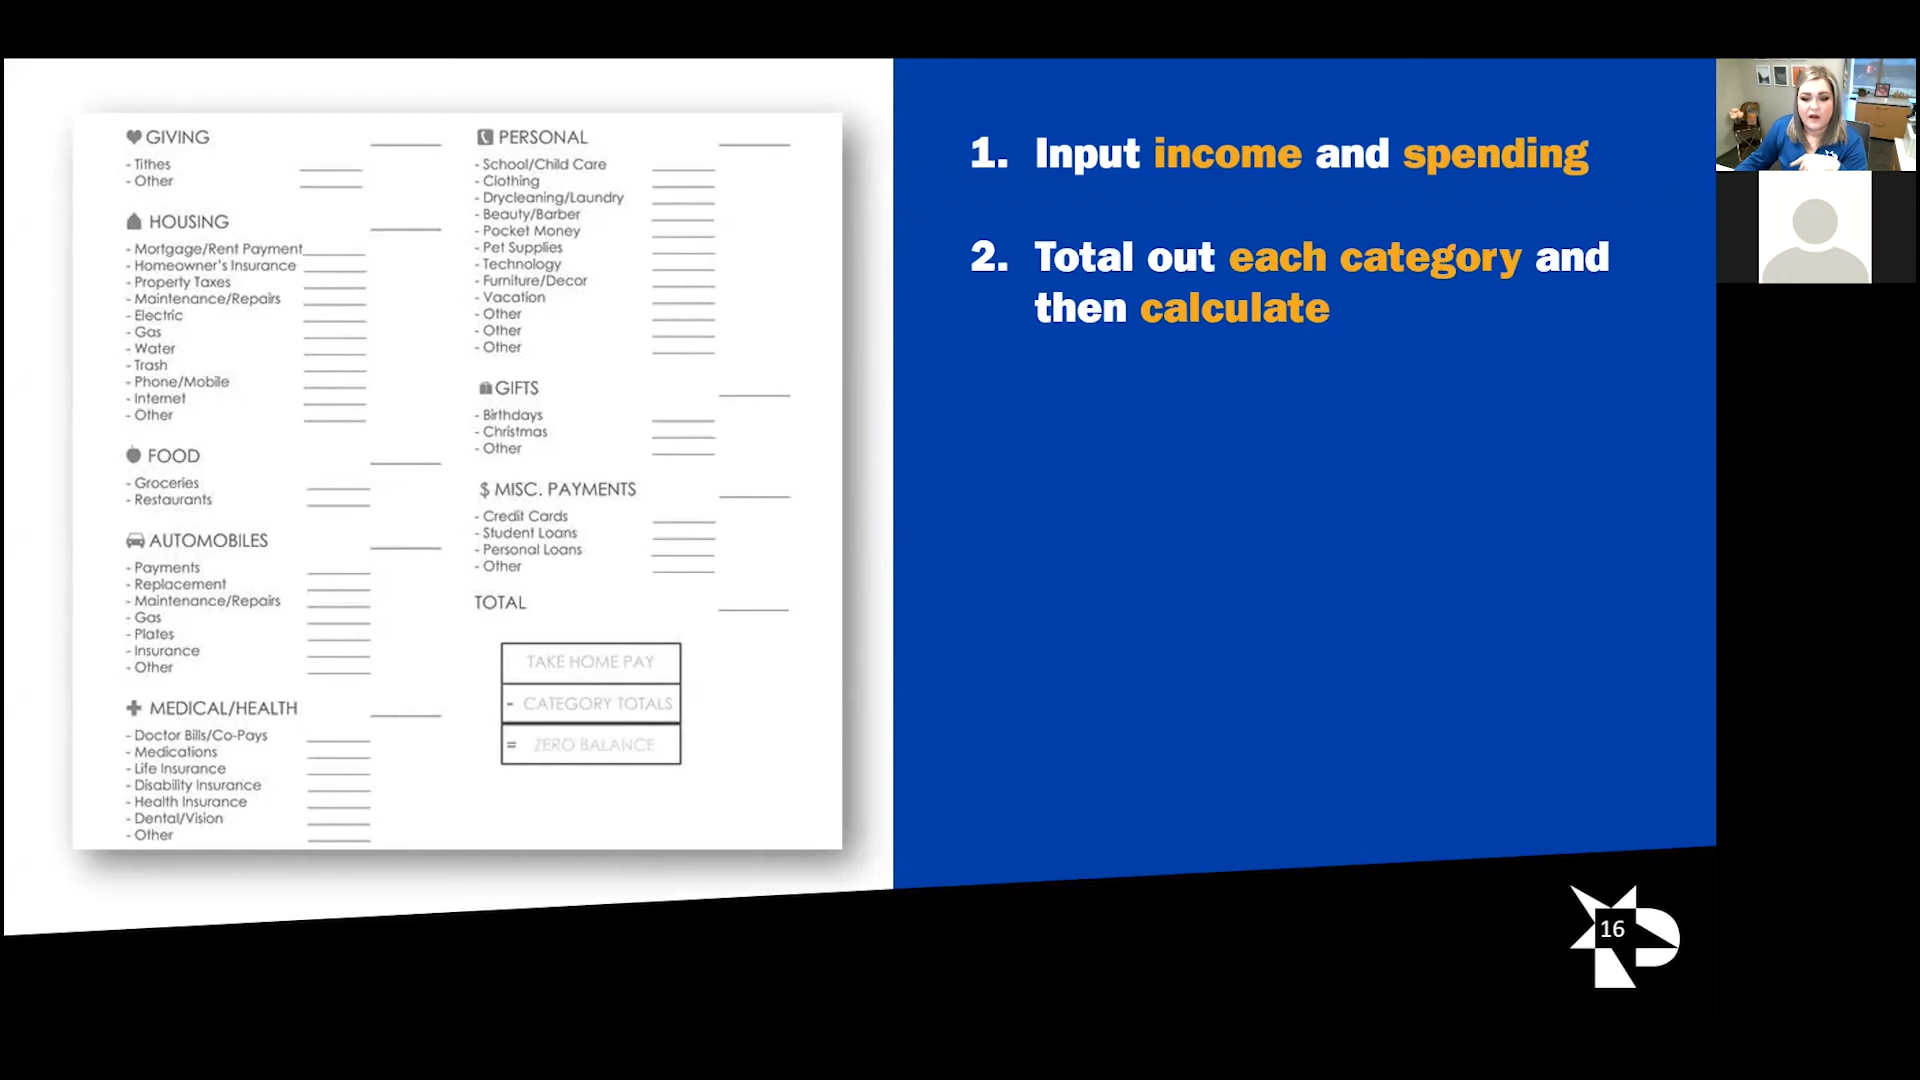 GIVING
- Tithes
- Other
HOUSING
- Mortgage/Rent Payment
- Homeowner's Insurance
- Property Taxes
- Maintenance/Repairs
- Electric
- Gas
- Water
- Trash
- Phone/Mobile
- Internet
- Other
FOOD
- Groceries
- Restaurants
AUTOMOBILES
- Payments
- Replacement
- Maintenance/Repairs
- Gas
- Plates
- Insurance
- Other
MEDICAL/HEALTH
- Doctor Bills/Co-Pays
- Medications
- Life Insurance
- Disability Insurance
- Health Insurance
- Dental/Vision
- Other
PERSONAL
- School/Child Care
- Clothing
- Drycleaning/Laundry
- Beauty/Barber
- Pocket Money
- Pet Supplies
- Technology
- Furniture/Decor
- Vacation
- Other
- Other
- Other
GIFTS
- Birthdays
- Christmas
- Other
$ MISC. PAYMENTS
- Credit Cards
- Student Loans
- Personal Loans
- Other
TOTAL
TAKE HOME PAY
- CATEGORY TOTALS
= ZERO BALANCE
1. Input income and spending
2. Total out each category and
then calculate
16